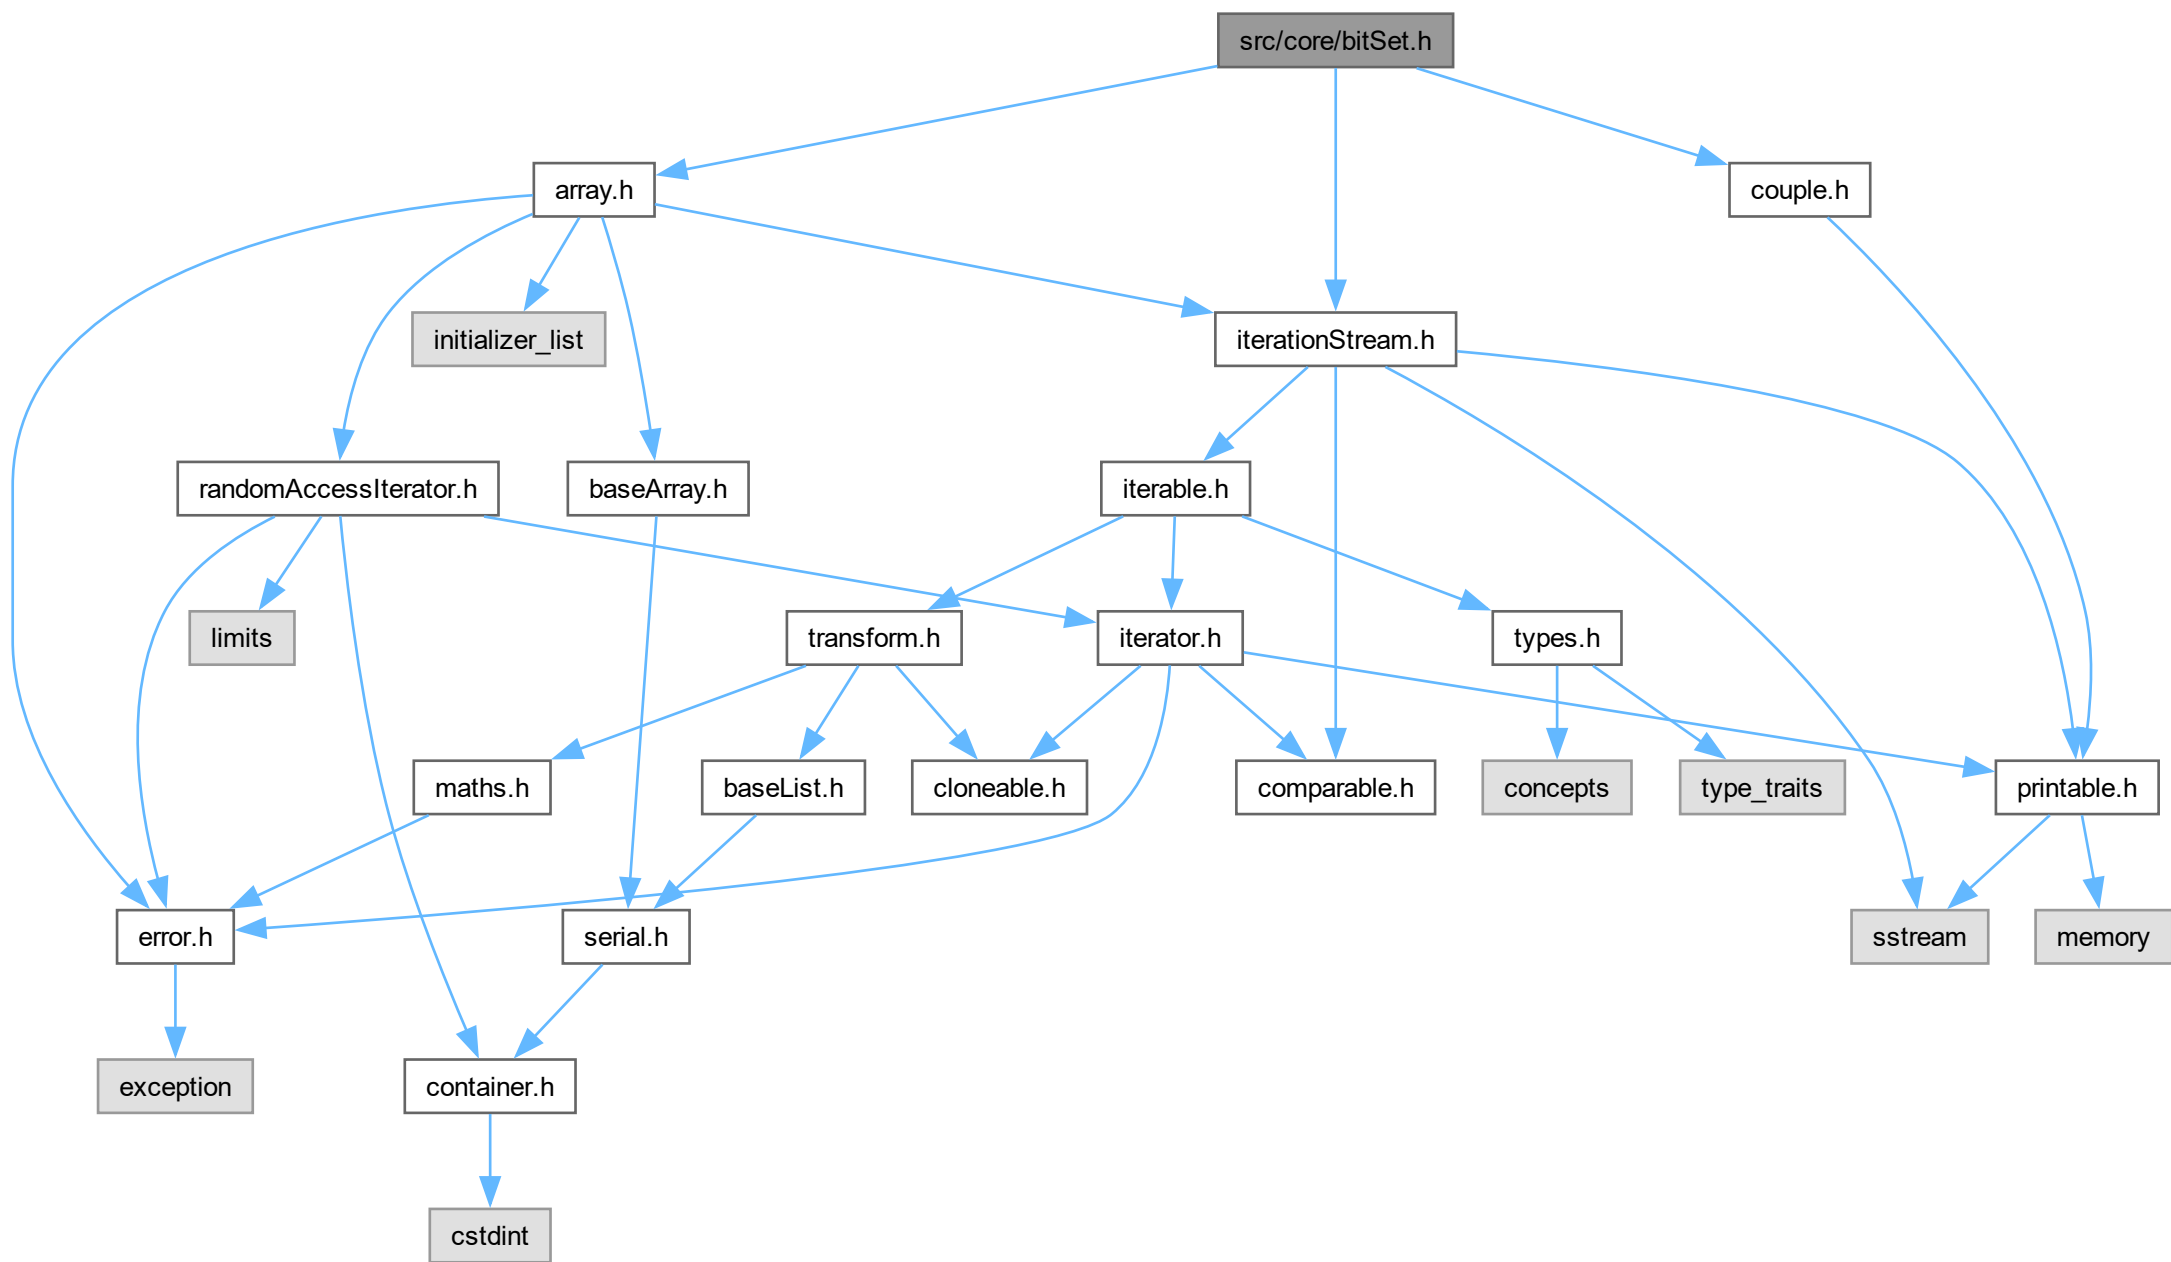 src/core/bitSet.h
array.h
couple.h
initializer_list
iterationStream.h
randomAccessIterator.h
baseArray.h
iterable.h
limits
transform.h
iterator.h
types.h
maths.h
baseList.h
cloneable.h
comparable.h
concepts
type_traits
printable.h
error.h
serial.h
sstream
memory
exception
container.h
cstdint